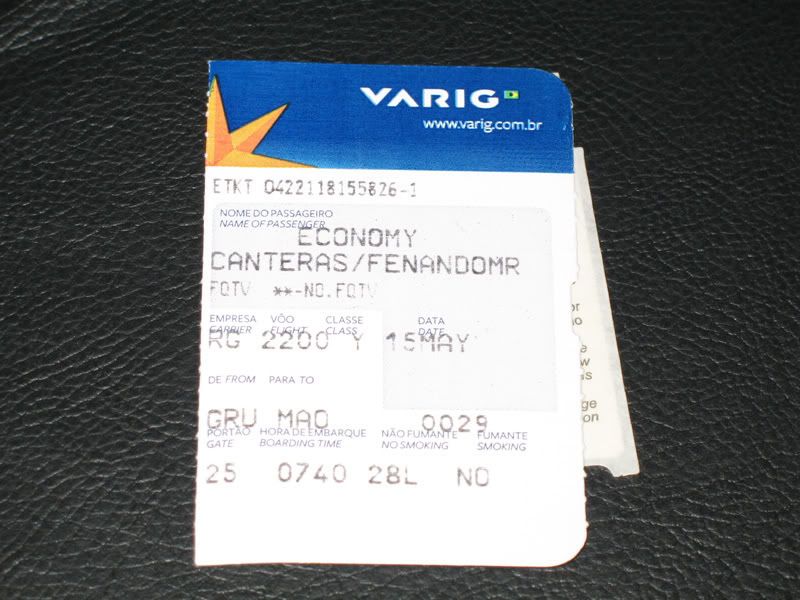 VARIG
www.varig.com.br
ETKT 0422118155826-1
NOME DO PASSAGEIRO
NAME OF PASSENGER
ECONOMY
CANTERAS/FENANDOMR
FQTV **-NO.FQTV
EMPRESA VÔO CLASSE DATA
CARRIER FLIGHT CLASS DATE
RG 2200 Y 15MAY
DE FROM PARA TO
GRU MAO 0029
PORTÃO HORA DE EMBARQUE NÃO FUMANTE FUMANTE
GATE BOARDING TIME NO SMOKING SMOKING
25 0740 28L NO